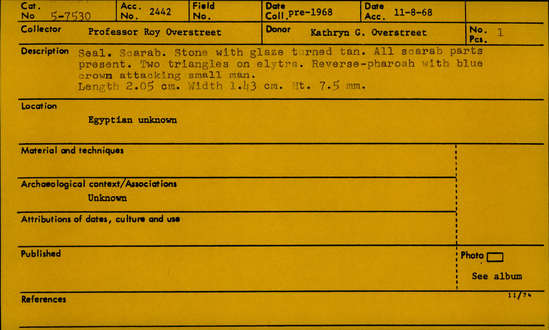 Cat. No 5-7530 Acc. No. 2442 Field No. Date Coll. pre-1968 Date Acc. 11-8-68
Collector Professor Roy Overstreet Donor Kathryn G. Overstreet No. Pcs. 1
Description Seal. Scarab. Stone with glaze turned tan. All scarab parts
present. Two triangles on elytra. Reverse-pharoah with blue
crown attacking small man.
Length 2.05 cm. Width 1.43 cm. Ht. 7.5 mm.
Location
Egyptian unknown
Material and techniques
Archaeological context/Associations
Unknown
Attributions of dates, culture and use
Published
Photo
See album
References